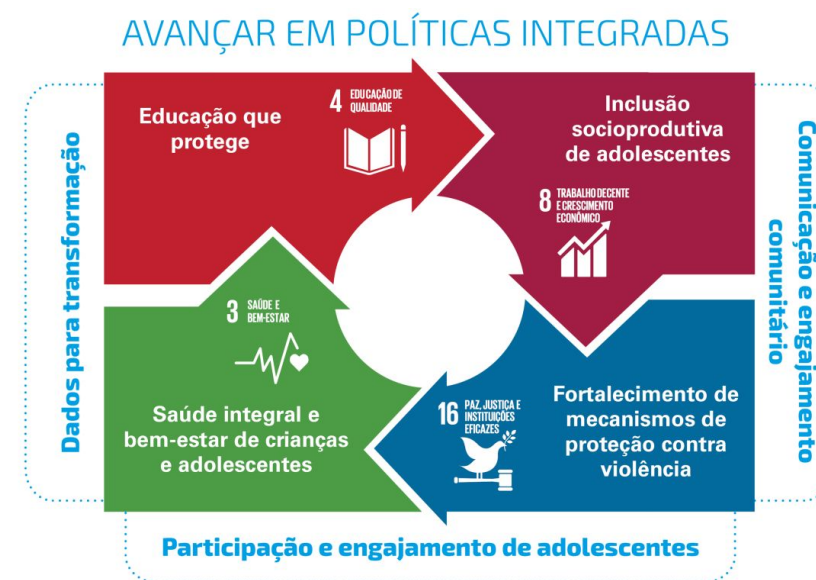 AVANÇAR EM POLÍTICAS INTEGRADAS
Educação que
protege
4
EDUCAÇÃO DE
QUALIDADE
Inclusão
socioprodutiva
de adolescentes
8
TRABALHO DECENTE
E CRESCIMENTO
ECONÔMICO
Dados para transformação
Comunicação e engajamento
comunitário
3
SAÚDE E
BEM-ESTAR
Saúde integral e
bem-estar de crianças
e adolescentes
16
PAZ, JUSTIÇA E
INSTITUIÇÕES
EFICAZES
Fortalecimento de
mecanismos de
proteção contra
violência
Participação e engajamento de adolescentes